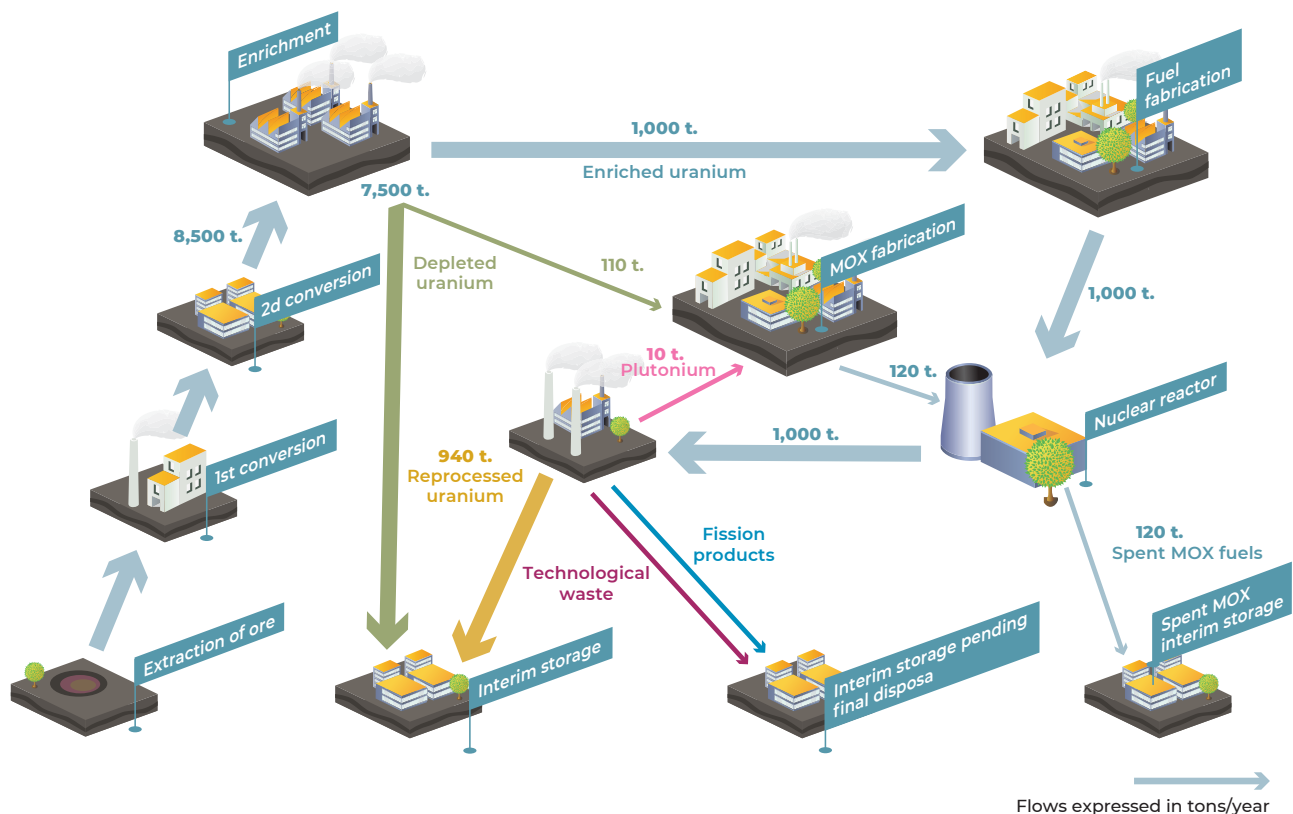 Enrichment
Fuel
fabrication
1,000 t.
Enriched uranium
7,500 t.
8,500 t.
Depleted
uranium
110 t.
MOX fabrication
2d conversion
1,000 t.
10 t.
Plutonium
120 t.
Nuclear reactor
1,000 t.
1st conversion
940 t.
Reprocessed
uranium
Fission
products
120 t.
Spent MOX fuels
Technological
waste
Extraction of ore
Interim storage
Interim storage pending
final disposa
Spent MOX
interim storage
Flows expressed in tons/year